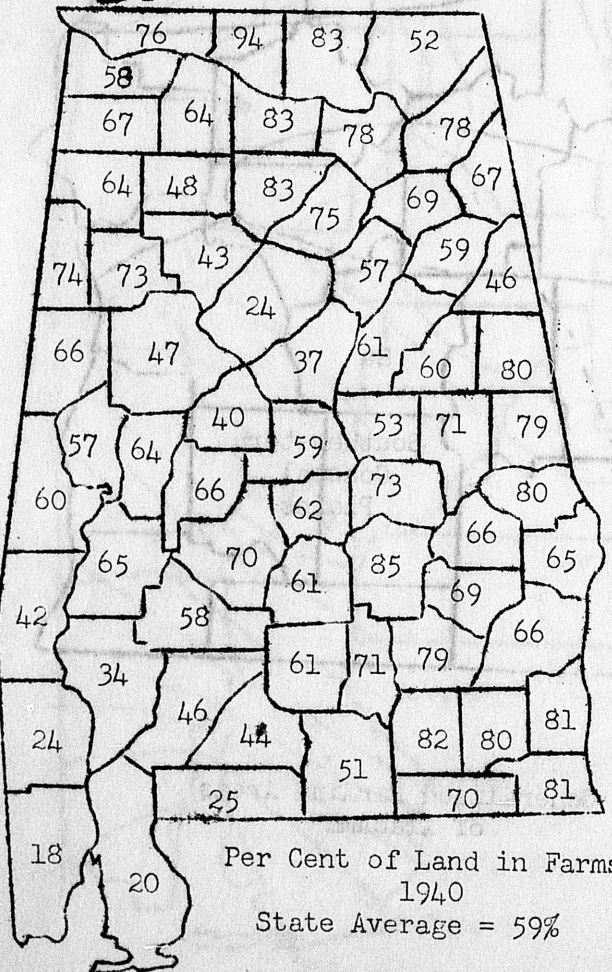 76 94 83 52
58
67 64 83 78 78
64 48 83 75 69 67
74 73 43 24 57 59 46
66 47 37 61 60 80
57 64 40 59 53 71 79
60 66 62 73 66 80
65 70 61 85 69 65
42 58 66
34 61 71 79
24 46 44 51 82 80 81
25 70 81
18 20
Per Cent of Land in Farms
1940
State Average = 59%